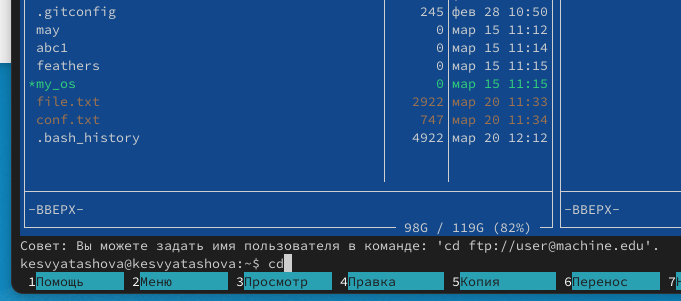 .gitconfig 245 фев 28 10:50
may 0 мар 15 11:12
abc1 0 мар 15 11:14
feathers 0 мар 15 11:15
*my_os 0 мар 15 11:15
file.txt 2922 мар 20 11:33
conf.txt 747 мар 20 11:34
.bash_history 4922 мар 20 12:12
-ВВЕРХ- -ВВЕРХ-
98G / 119G (82%)
Совет: Вы можете задать имя пользователя в команде: 'cd ftp://user@machine.edu'.
kesvyatashova@kesvyatashova:~$ cd
1Помощь 2Меню 3Просмотр 4Правка 5Копия 6Перенос 7